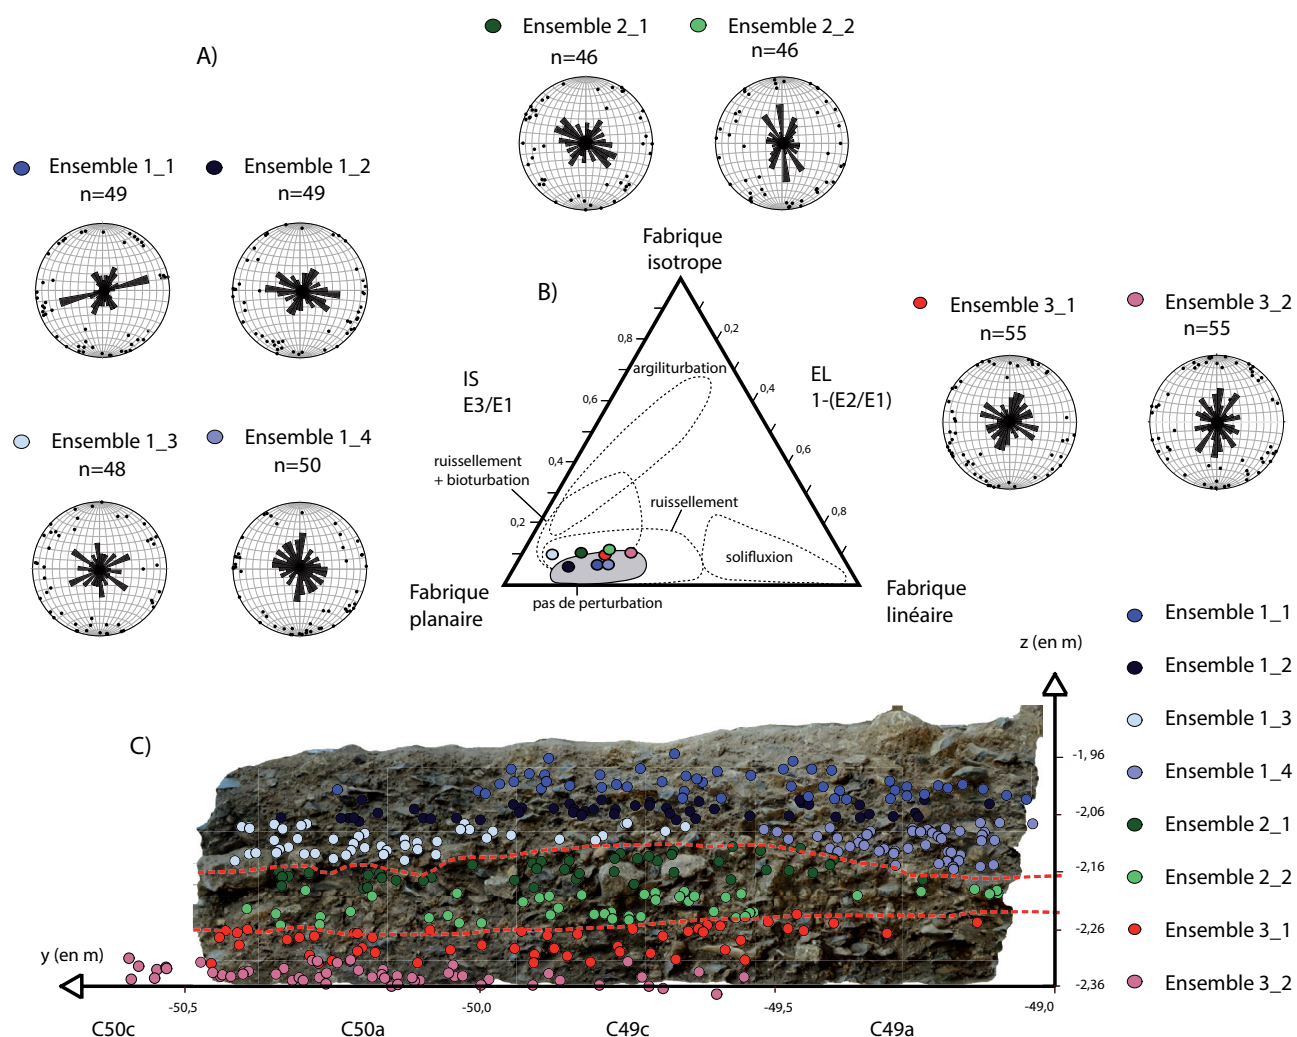 A)
Ensemble 2_1
n=46
Ensemble 2_2
n=46
Ensemble 1_1
n=49
Ensemble 1_2
n=49
Ensemble 1_3
n=48
Ensemble 1_4
n=50
B)
Fabrique
isotrope
IS
E3/E1
EL
1-(E2/E1)
0,8
0,6
0,4
0,2
0,2
0,4
0,6
0,8
argiliturbation
ruissellement
+ bioturbation
ruissellement
solifluxion
pas de perturbation
Fabrique
planaire
Fabrique
linéaire
Ensemble 3_1
n=55
Ensemble 3_2
n=55
C)
z (en m)
-1,96
-2,06
-2,16
-2,26
-2,36
y (en m)
-50,5
-50,0
-49,5
-49,0
C50c
C50a
C49c
C49a
Ensemble 1_1
Ensemble 1_2
Ensemble 1_3
Ensemble 1_4
Ensemble 2_1
Ensemble 2_2
Ensemble 3_1
Ensemble 3_2